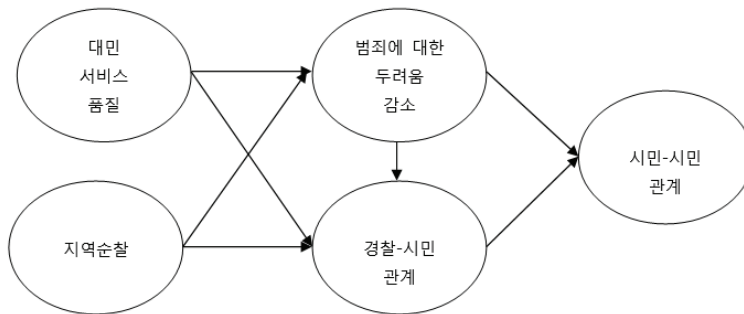 대민
서비스
품질
범죄에 대한
두려움
감소
시민-시민
관계
지역순찰
경찰-시민
관계